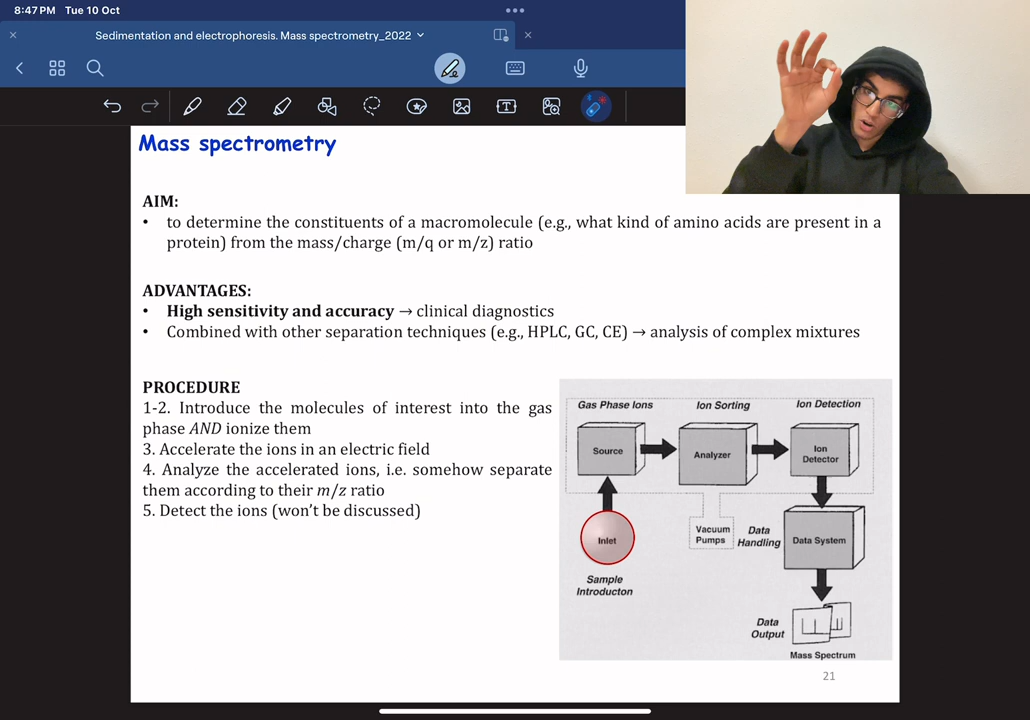 8:47 PM Tue 10 Oct
Sedimentation and electrophoresis. Mass spectrometry_2022
Mass spectrometry
AIM:
• to determine the constituents of a macromolecule (e.g., what kind of amino acids are present in a
protein) from the mass/charge (m/q or m/z) ratio
ADVANTAGES:
• High sensitivity and accuracy → clinical diagnostics
• Combined with other separation techniques (e.g., HPLC, GC, CE) → analysis of complex mixtures
PROCEDURE
1-2. Introduce the molecules of interest into the gas
phase AND ionize them
3. Accelerate the ions in an electric field
4. Analyze the accelerated ions, i.e. somehow separate
them according to their m/z ratio
5. Detect the ions (won't be discussed)
Gas Phase Ions
Ion Sorting
Ion Detection
Source
Analyzer
Ion
Detector
Inlet
Vacuum
Pumps
Data
Handling
Data System
Sample
Introducton
Data
Output
Mass Spectrum
21